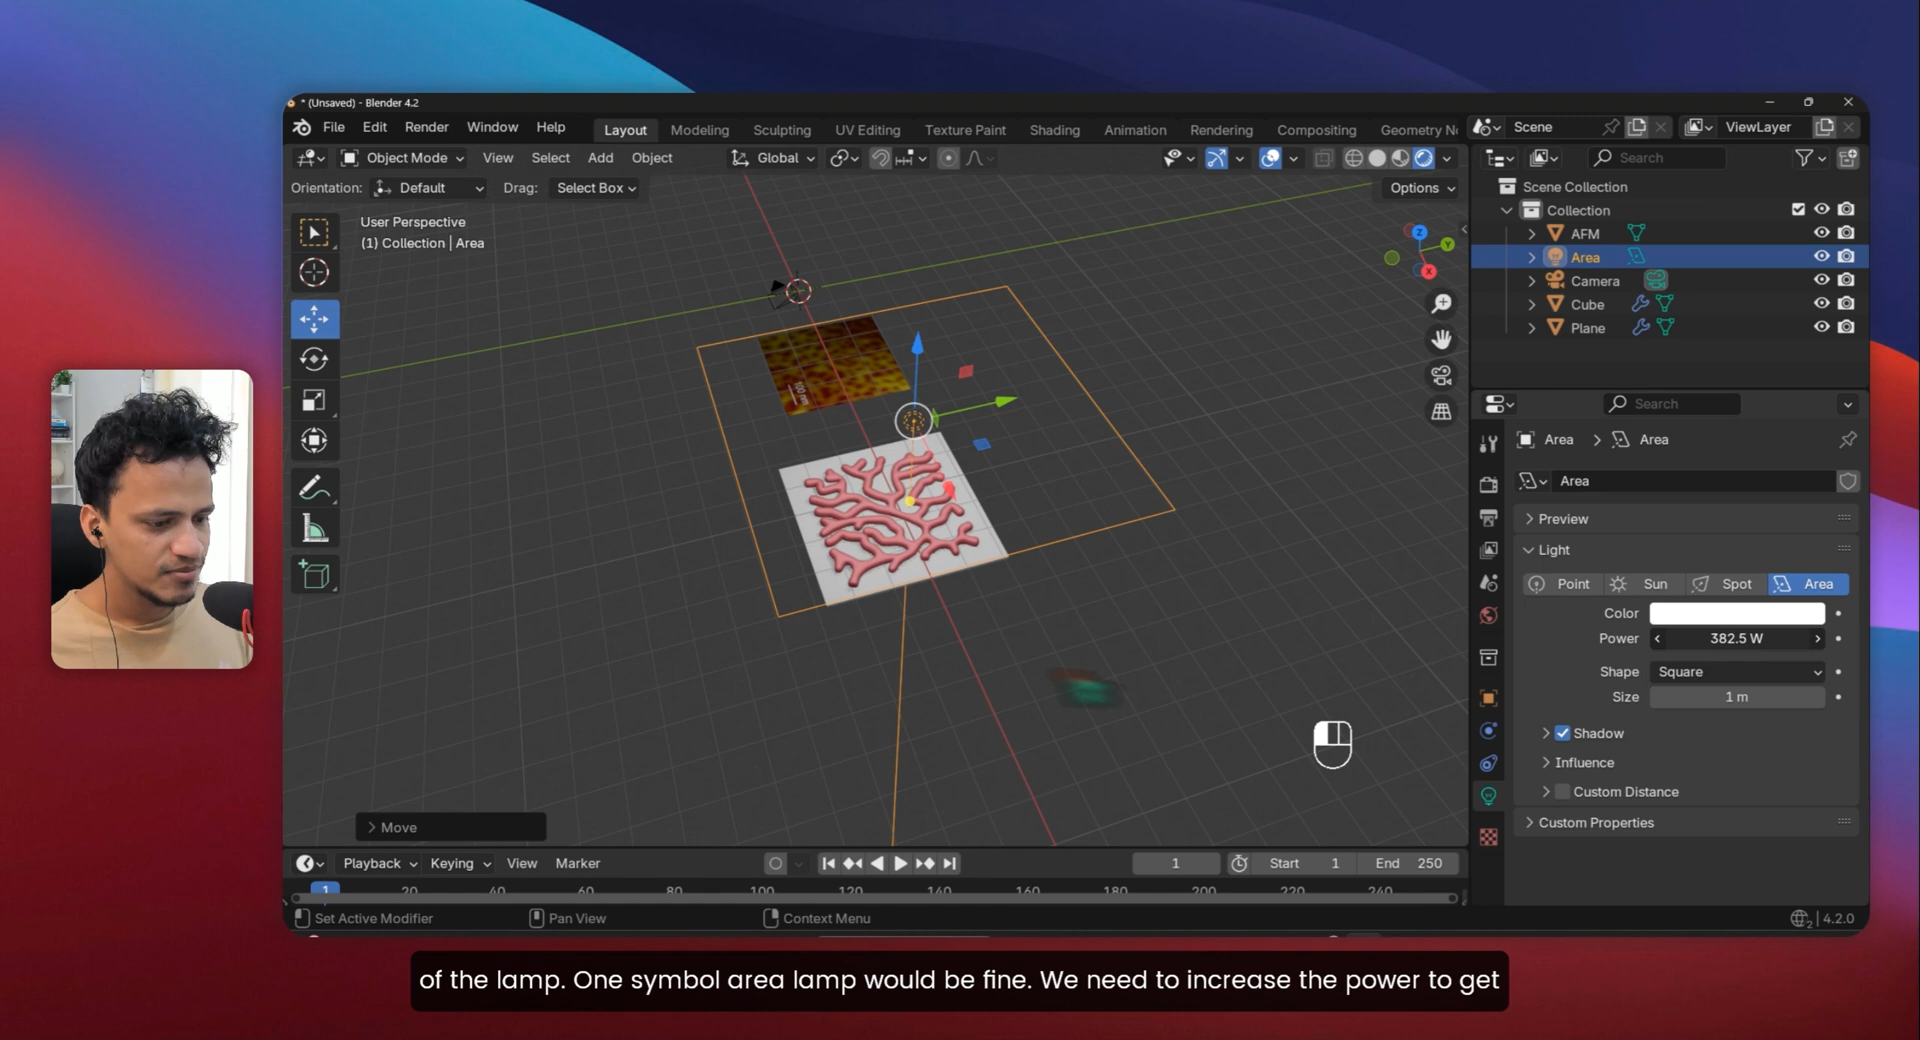 * (Unsaved) - Blender 4.2
File Edit Render Window Help
Layout Modeling Sculpting UV Editing Texture Paint Shading Animation Rendering Compositing Geometry No
Scene ViewLayer
Object Mode View Select Add Object Global
Search
Orientation: Default Drag: Select Box Options
Scene Collection
Collection
AFM
Area
Camera
Cube
Plane
User Perspective
(1) Collection | Area
Z
Y
X
100 nm
Search
Area > Area
Area
Preview
Light
Point Sun Spot Area
Color
Power 382.5 W
Shape Square
Size 1 m
Shadow
Influence
Custom Distance
Custom Properties
Move
Playback Keying View Marker 1 Start 1 End 250
1 20 40 60 80 100 120 140 160 180 200 220 240
Set Active Modifier Pan View Context Menu 2 | 4.2.0
of the lamp. One symbol area lamp would be fine. We need to increase the power to get